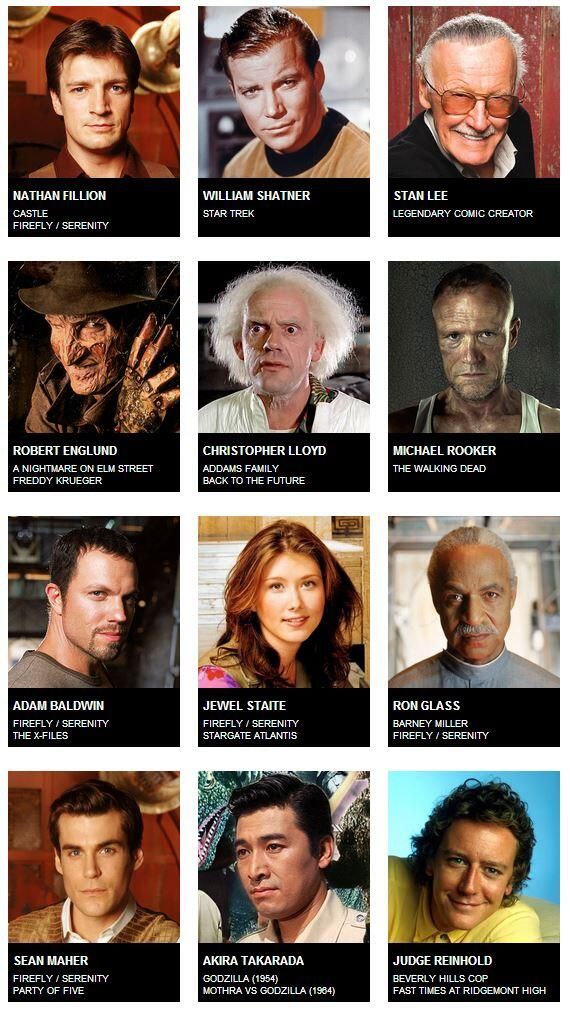 NATHAN FILLION
CASTLE
FIREFLY / SERENITY
WILLIAM SHATNER
STAR TREK
STAN LEE
LEGENDARY COMIC CREATOR
ROBERT ENGLUND
A NIGHTMARE ON ELM STREET
FREDDY KRUEGER
CHRISTOPHER LLOYD
ADDAMS FAMILY
BACK TO THE FUTURE
MICHAEL ROOKER
THE WALKING DEAD
ADAM BALDWIN
FIREFLY / SERENITY
THE X-FILES
JEWEL STAITE
FIREFLY / SERENITY
STARGATE ATLANTIS
RON GLASS
BARNEY MILLER
FIREFLY / SERENITY
SEAN MAHER
FIREFLY / SERENITY
PARTY OF FIVE
AKIRA TAKARADA
GODZILLA (1954)
MOTHRA VS GODZILLA (1964)
JUDGE REINHOLD
BEVERLY HILLS COP
FAST TIMES AT RIDGEMONT HIGH